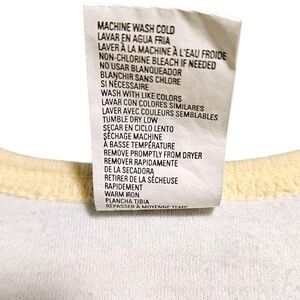 MACHINE WASH COLD
LAVAR EN AGUA FRIA
LAVER À LA MACHINE À L'EAU FROIDE
NON-CHLORINE BLEACH IF NEEDED
NO USAR BLANQUEADOR
BLANCHIR SANS CHLORE
SI NÉCESSAIRE
WASH WITH LIKE COLORS
LAVAR CON COLORES SIMILARES
LAVER AVEC COULEURS SEMBLABLES
TUMBLE DRY LOW
SECAR EN CICLO LENTO
SÉCHAGE MACHINE
À BASSE TEMPÉRATURE
REMOVE PROMPTLY FROM DRYER
REMOVER RAPIDAMENTE
DE LA SECADORA
RETIRER DE LA SÉCHEUSE
RAPIDEMENT
WARM IRON
PLANCHA TIBIA
REPASSER À MOYENNE TEMP.